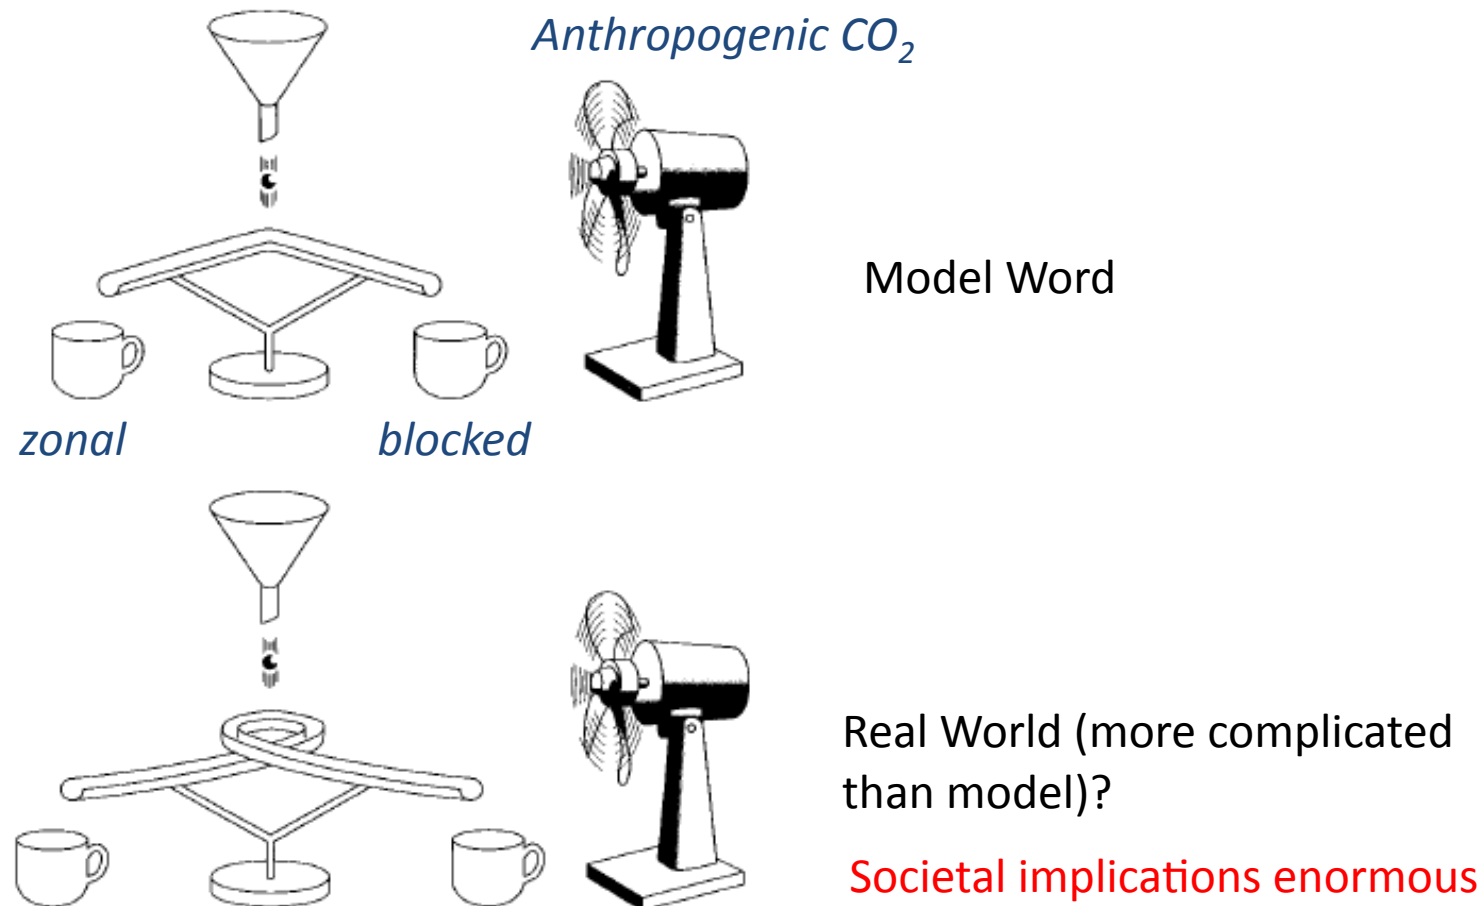 Anthropogenic CO₂
Model Word
zonal blocked
Real World (more complicated
than model)?
Societal implications enormous